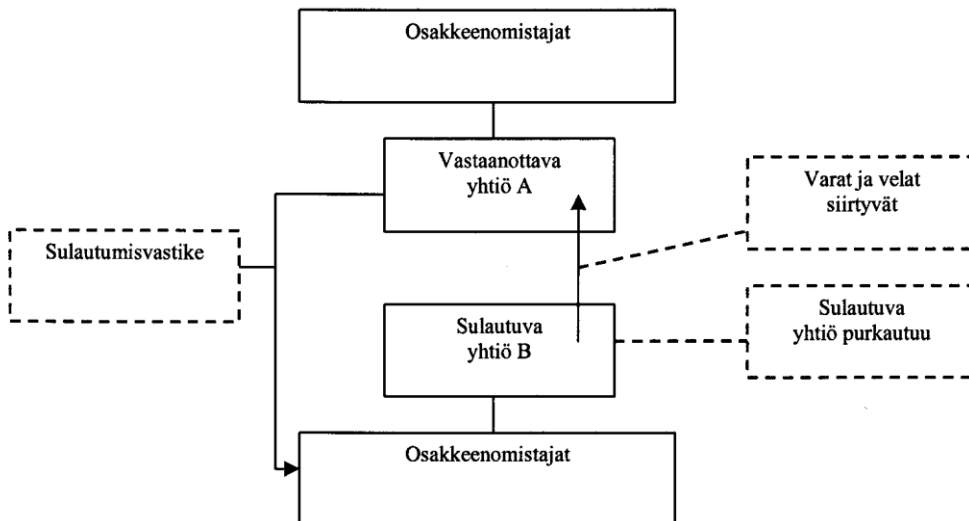 Osakkeenomistajat
Vastaanottava
yhtiö A
Varat ja velat
siirtyvät
Sulautumisvastike
Sulautuva
yhtiö B
Sulautuva
yhtiö purkautuu
Osakkeenomistajat